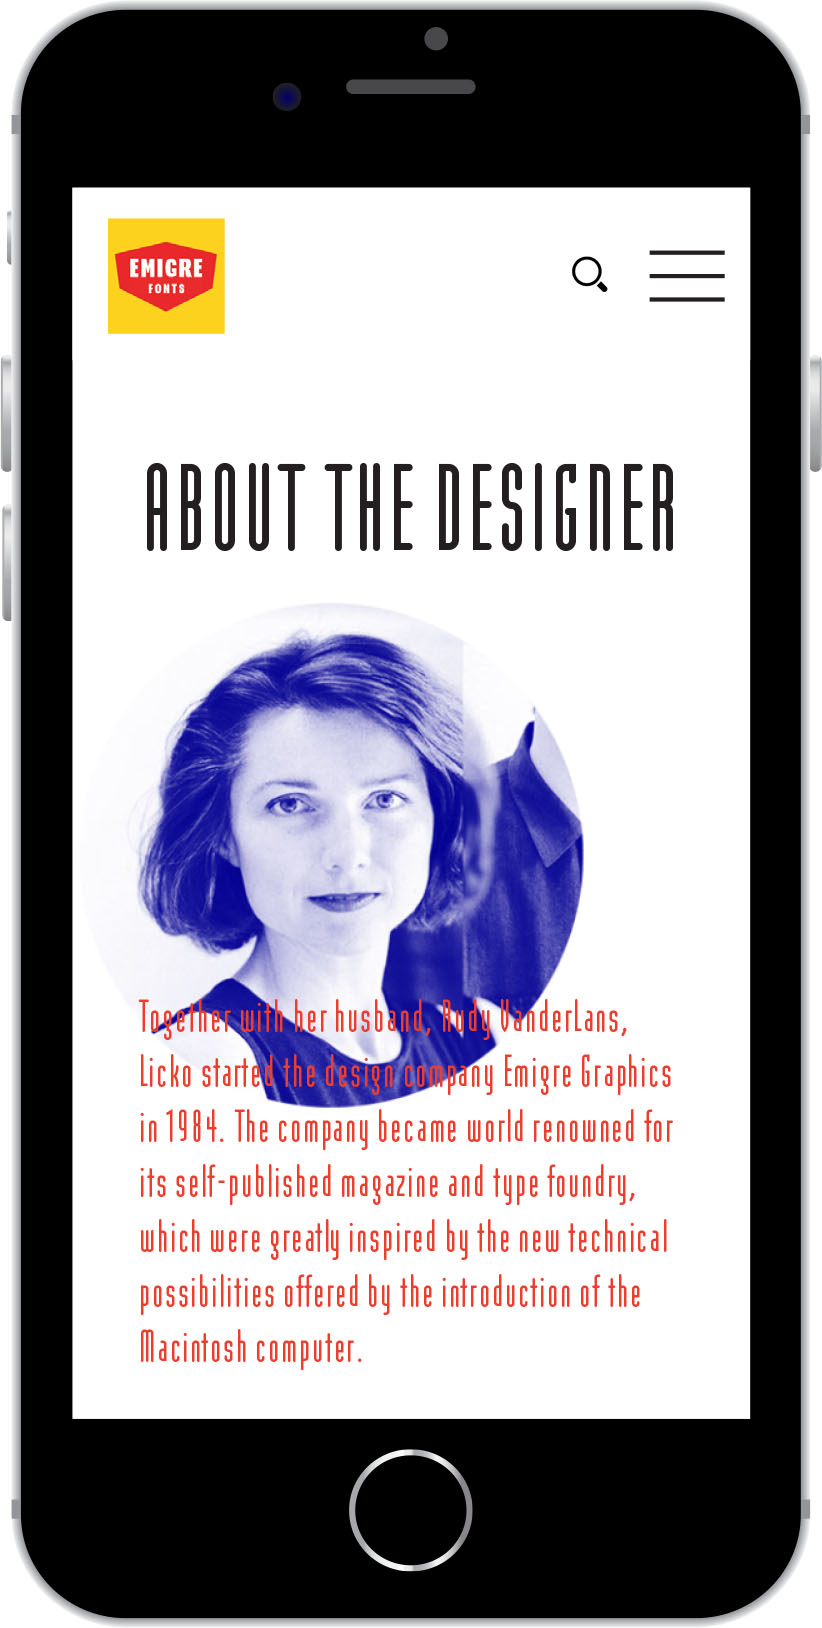 EMIGRE
FONTS
ABOUT THE DESIGNER
Together with her husband, Rudy VanderLans,
Licko started the design company Emigre Graphics
in 1984. The company became world renowned for
its self-published magazine and type foundry,
which were greatly inspired by the new technical
possibilities offered by the introduction of the
Macintosh computer.